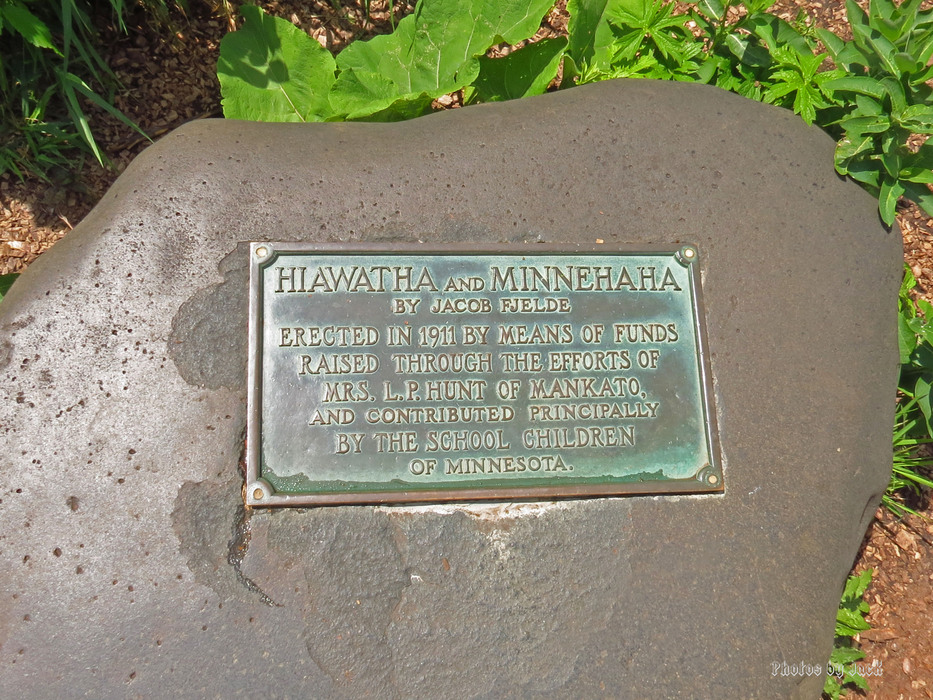 HIAWATHA AND MINNEHAHA
BY JACOB FJELDE
ERECTED IN 1911 BY MEANS OF FUNDS
RAISED THROUGH THE EFFORTS OF
MRS. L.P. HUNT OF MANKATO,
AND CONTRIBUTED PRINCIPALLY
BY THE SCHOOL CHILDREN
OF MINNESOTA.
Photos by Jack